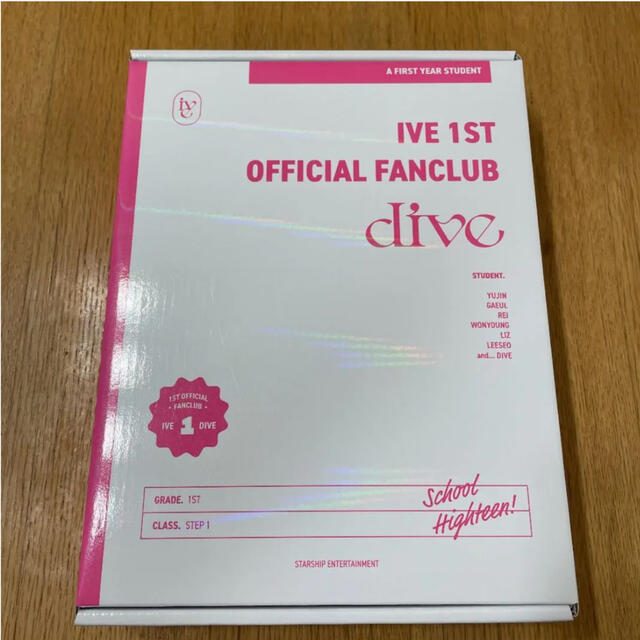 A FIRST YEAR STUDENT
ive
IVE 1ST
OFFICIAL FANCLUB
dive
STUDENT.
YUJIN
GAEUL
REI
WONYOUNG
LIZ
LEESEO
and... DIVE
1ST OFFICIAL
• FANCLUB •
IVE 1 DIVE
GRADE. 1ST
CLASS. STEP 1
School
Highteen!
STARSHIP ENTERTAINMENT